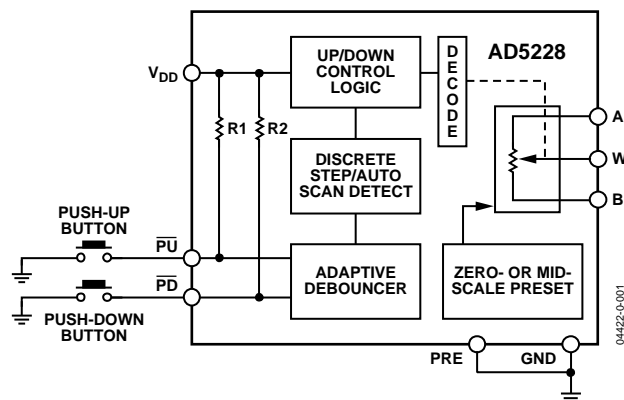 AD5228
UP/DOWN
CONTROL
LOGIC
D
E
C
O
D
E
VDD
R1
R2
A
W
B
DISCRETE
STEP/AUTO
SCAN DETECT
PUSH-UP
BUTTON
PU
PD
PUSH-DOWN
BUTTON
ADAPTIVE
DEBOUNCER
ZERO- OR MID-
SCALE PRESET
PRE
GND
04422-0-001